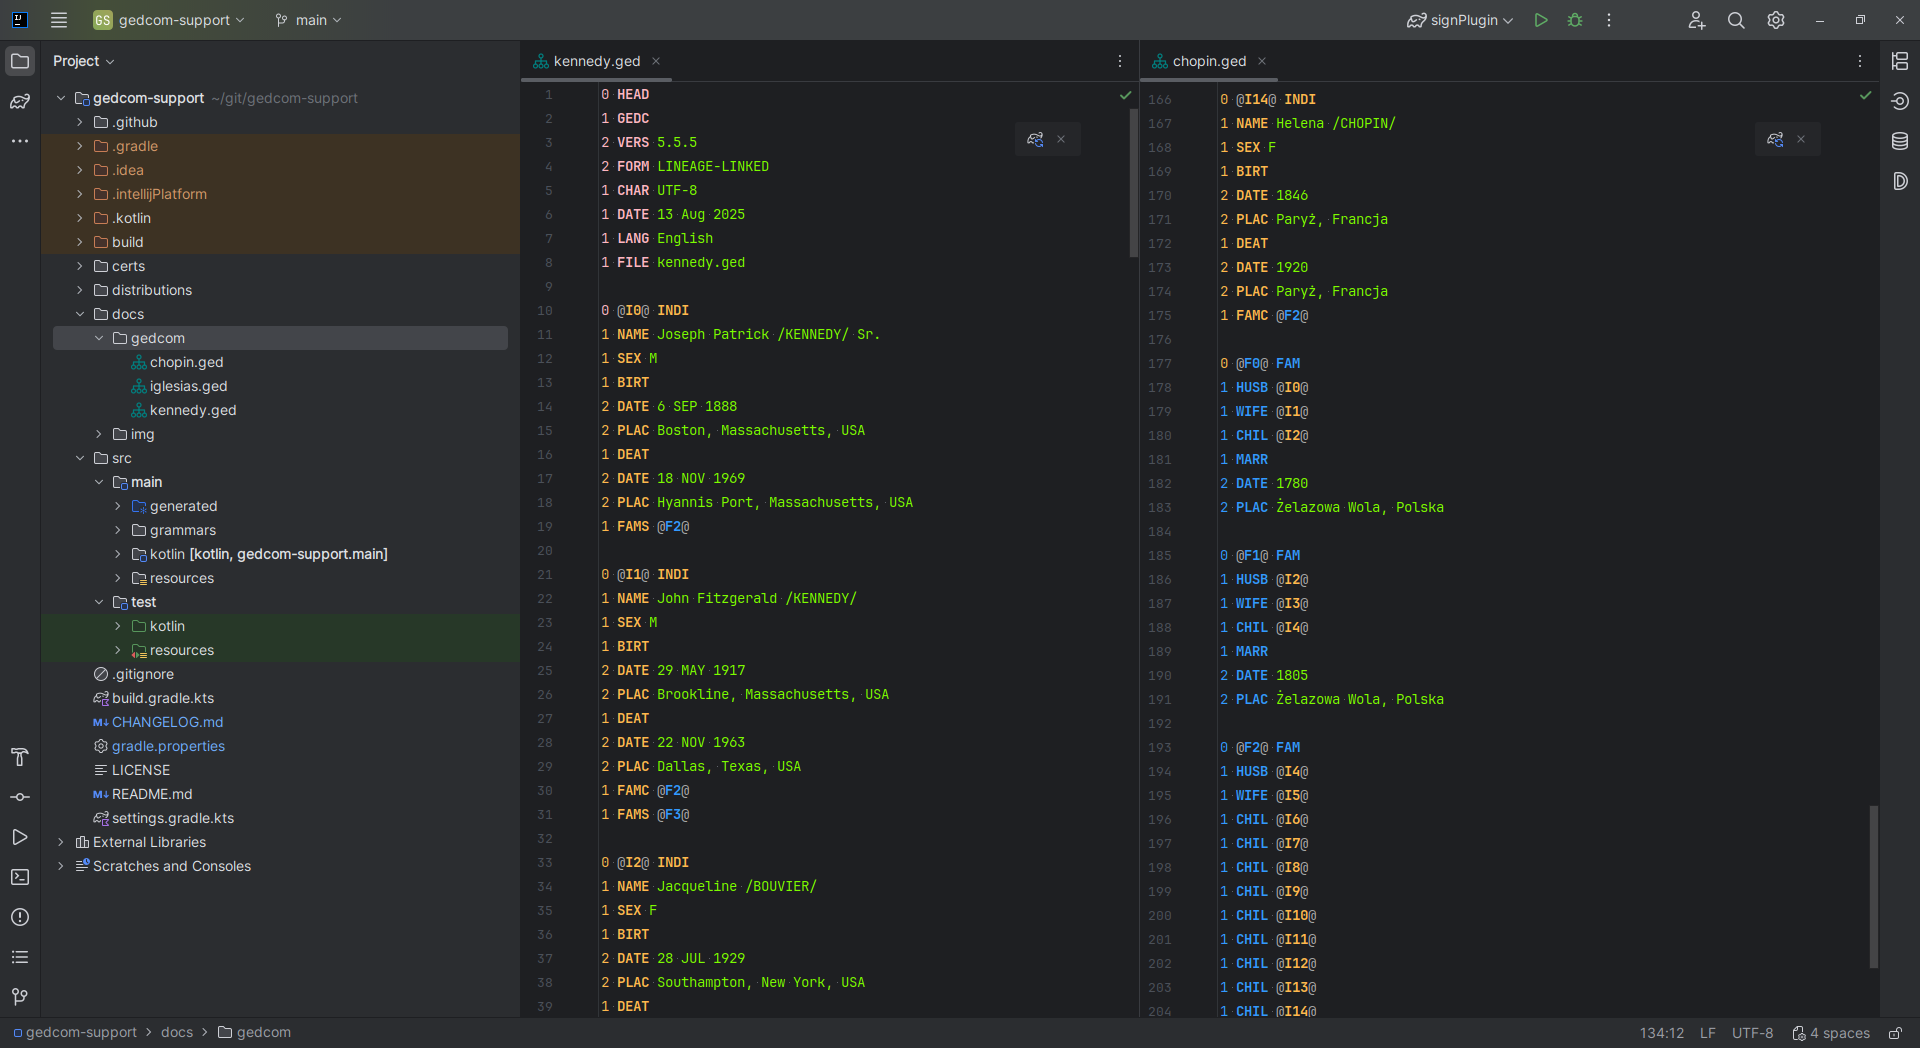 GS gedcom-support main signPlugin
Project
gedcom-support ~/git/gedcom-support
.github
.gradle
.idea
.intellijPlatform
.kotlin
build
certs
distributions
docs
gedcom
chopin.ged
iglesias.ged
kennedy.ged
img
src
main
generated
grammars
kotlin [kotlin, gedcom-support.main]
resources
test
kotlin
resources
.gitignore
build.gradle.kts
M↓ CHANGELOG.md
gradle.properties
LICENSE
M↓ README.md
settings.gradle.kts
External Libraries
Scratches and Consoles
kennedy.ged
1 0 HEAD
2 1 GEDC
3 2 VERS 5.5.5
4 2 FORM LINEAGE-LINKED
5 1 CHAR UTF-8
6 1 DATE 13 Aug 2025
7 1 LANG English
8 1 FILE kennedy.ged
9
10 0 @I0@ INDI
11 1 NAME Joseph Patrick /KENNEDY/ Sr.
12 1 SEX M
13 1 BIRT
14 2 DATE 6 SEP 1888
15 2 PLAC Boston, Massachusetts, USA
16 1 DEAT
17 2 DATE 18 NOV 1969
18 2 PLAC Hyannis Port, Massachusetts, USA
19 1 FAMS @F2@
20
21 0 @I1@ INDI
22 1 NAME John Fitzgerald /KENNEDY/
23 1 SEX M
24 1 BIRT
25 2 DATE 29 MAY 1917
26 2 PLAC Brookline, Massachusetts, USA
27 1 DEAT
28 2 DATE 22 NOV 1963
29 2 PLAC Dallas, Texas, USA
30 1 FAMC @F2@
31 1 FAMS @F3@
32
33 0 @I2@ INDI
34 1 NAME Jacqueline /BOUVIER/
35 1 SEX F
36 1 BIRT
37 2 DATE 28 JUL 1929
38 2 PLAC Southampton, New York, USA
39 1 DEAT
chopin.ged
166 0 @I14@ INDI
167 1 NAME Helena /CHOPIN/
168 1 SEX F
169 1 BIRT
170 2 DATE 1846
171 2 PLAC Paryż, Francja
172 1 DEAT
173 2 DATE 1920
174 2 PLAC Paryż, Francja
175 1 FAMC @F2@
176
177 0 @F0@ FAM
178 1 HUSB @I0@
179 1 WIFE @I1@
180 1 CHIL @I2@
181 1 MARR
182 2 DATE 1780
183 2 PLAC Żelazowa Wola, Polska
184
185 0 @F1@ FAM
186 1 HUSB @I2@
187 1 WIFE @I3@
188 1 CHIL @I4@
189 1 MARR
190 2 DATE 1805
191 2 PLAC Żelazowa Wola, Polska
192
193 0 @F2@ FAM
194 1 HUSB @I4@
195 1 WIFE @I5@
196 1 CHIL @I6@
197 1 CHIL @I7@
198 1 CHIL @I8@
199 1 CHIL @I9@
200 1 CHIL @I10@
201 1 CHIL @I11@
202 1 CHIL @I12@
203 1 CHIL @I13@
204 1 CHIL @I14@
gedcom-support > docs > gedcom 134:12 LF UTF-8 4 spaces